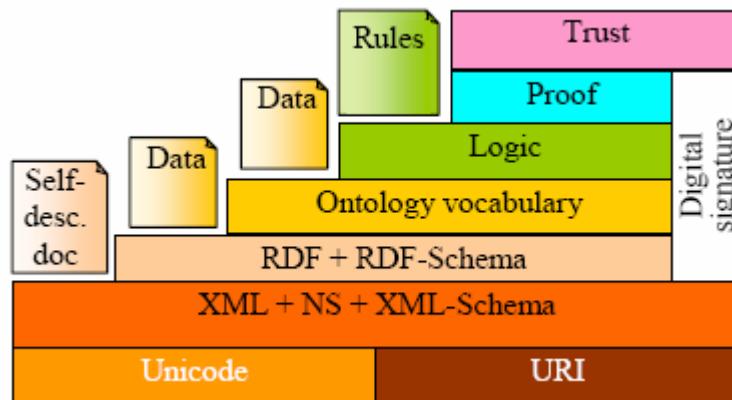 Rules
Trust
Data
Proof
Data
Logic
Digital
signature
Self-
desc.
doc
Ontology vocabulary
RDF + RDF-Schema
XML + NS + XML-Schema
Unicode
URI